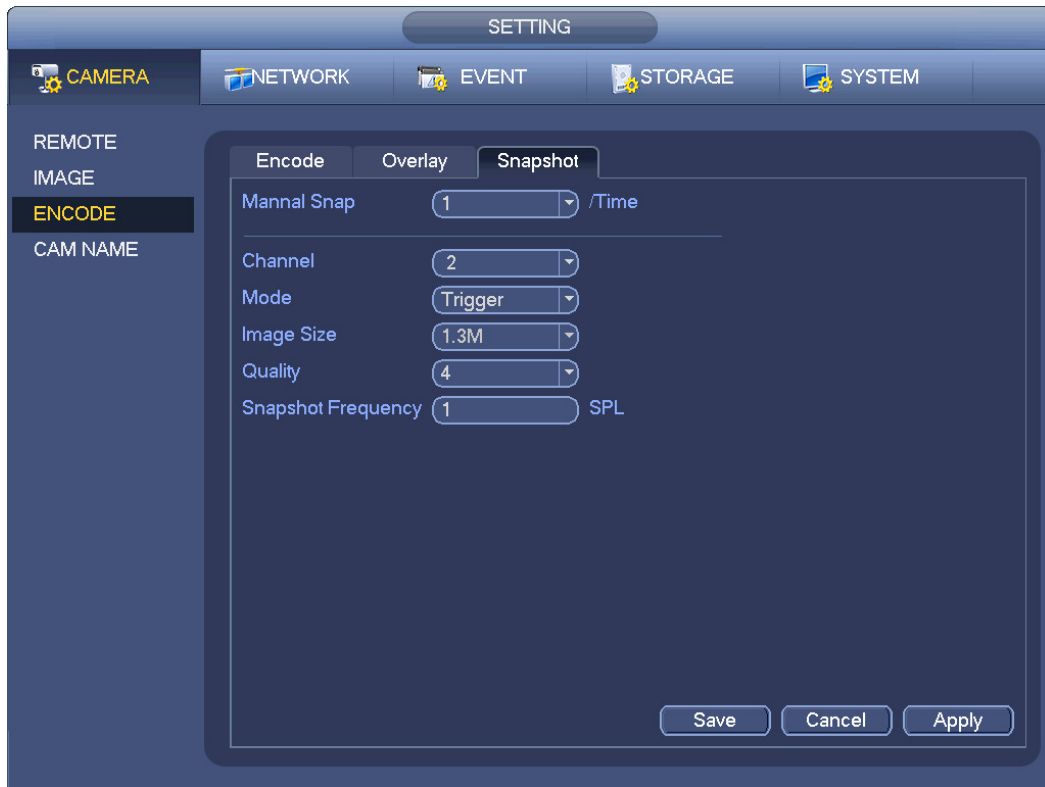 SETTING
CAMERA NETWORK EVENT STORAGE SYSTEM
REMOTE
IMAGE
ENCODE
CAM NAME
Encode Overlay Snapshot
Mannal Snap 1 /Time
Channel 2
Mode Trigger
Image Size 1.3M
Quality 4
Snapshot Frequency 1 SPL
Save Cancel Apply